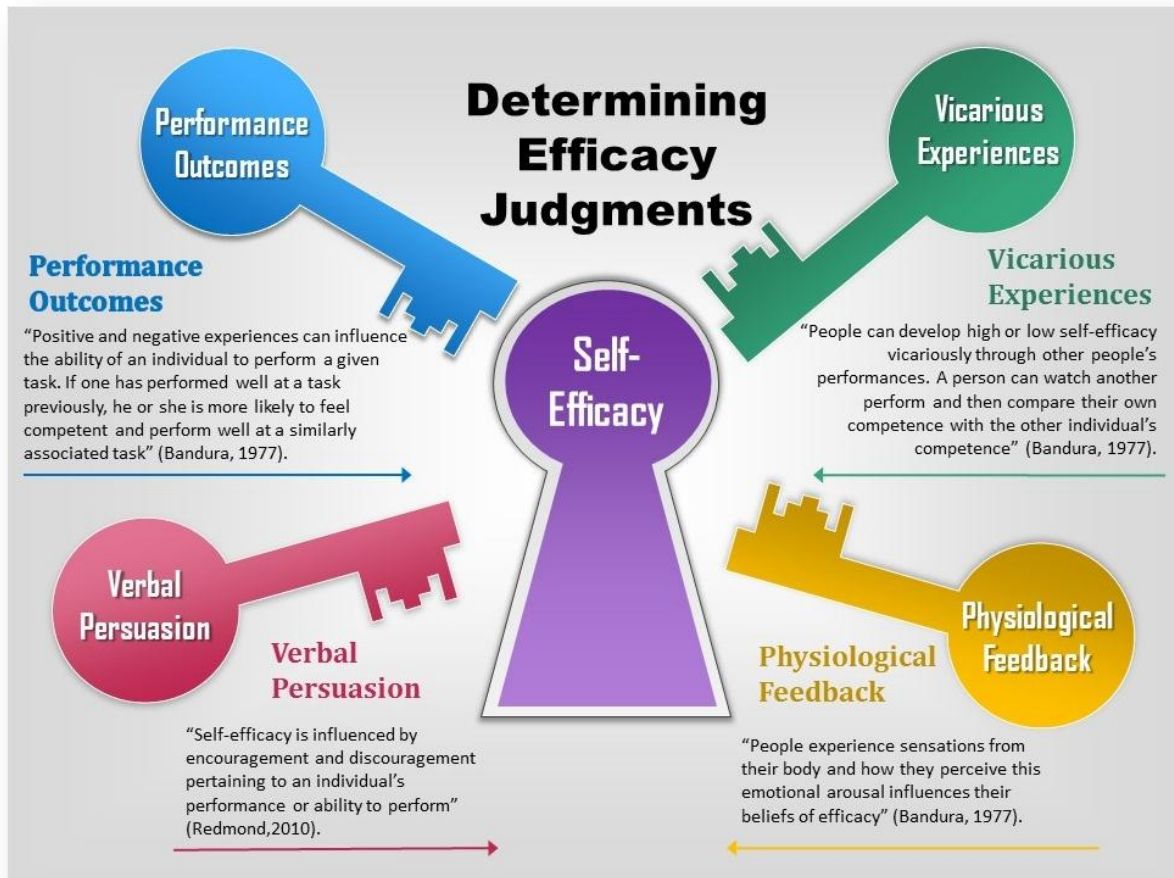 Determining
Efficacy
Judgments
Performance
Outcomes
Performance
Outcomes
“Positive and negative experiences can influence
the ability of an individual to perform a given
task. If one has performed well at a task
previously, he or she is more likely to feel
competent and perform well at a similarly
associated task” (Bandura, 1977).
Vicarious
Experiences
Vicarious
Experiences
“People can develop high or low self-efficacy
vicariously through other people’s
performances. A person can watch another
perform and then compare their own
competence with the other individual’s
competence” (Bandura, 1977).
Self-
Efficacy
Verbal
Persuasion
Verbal
Persuasion
“Self-efficacy is influenced by
encouragement and discouragement
pertaining to an individual’s
performance or ability to perform”
(Redmond,2010).
Physiological
Feedback
Physiological
Feedback
“People experience sensations from
their body and how they perceive this
emotional arousal influences their
beliefs of efficacy” (Bandura, 1977).